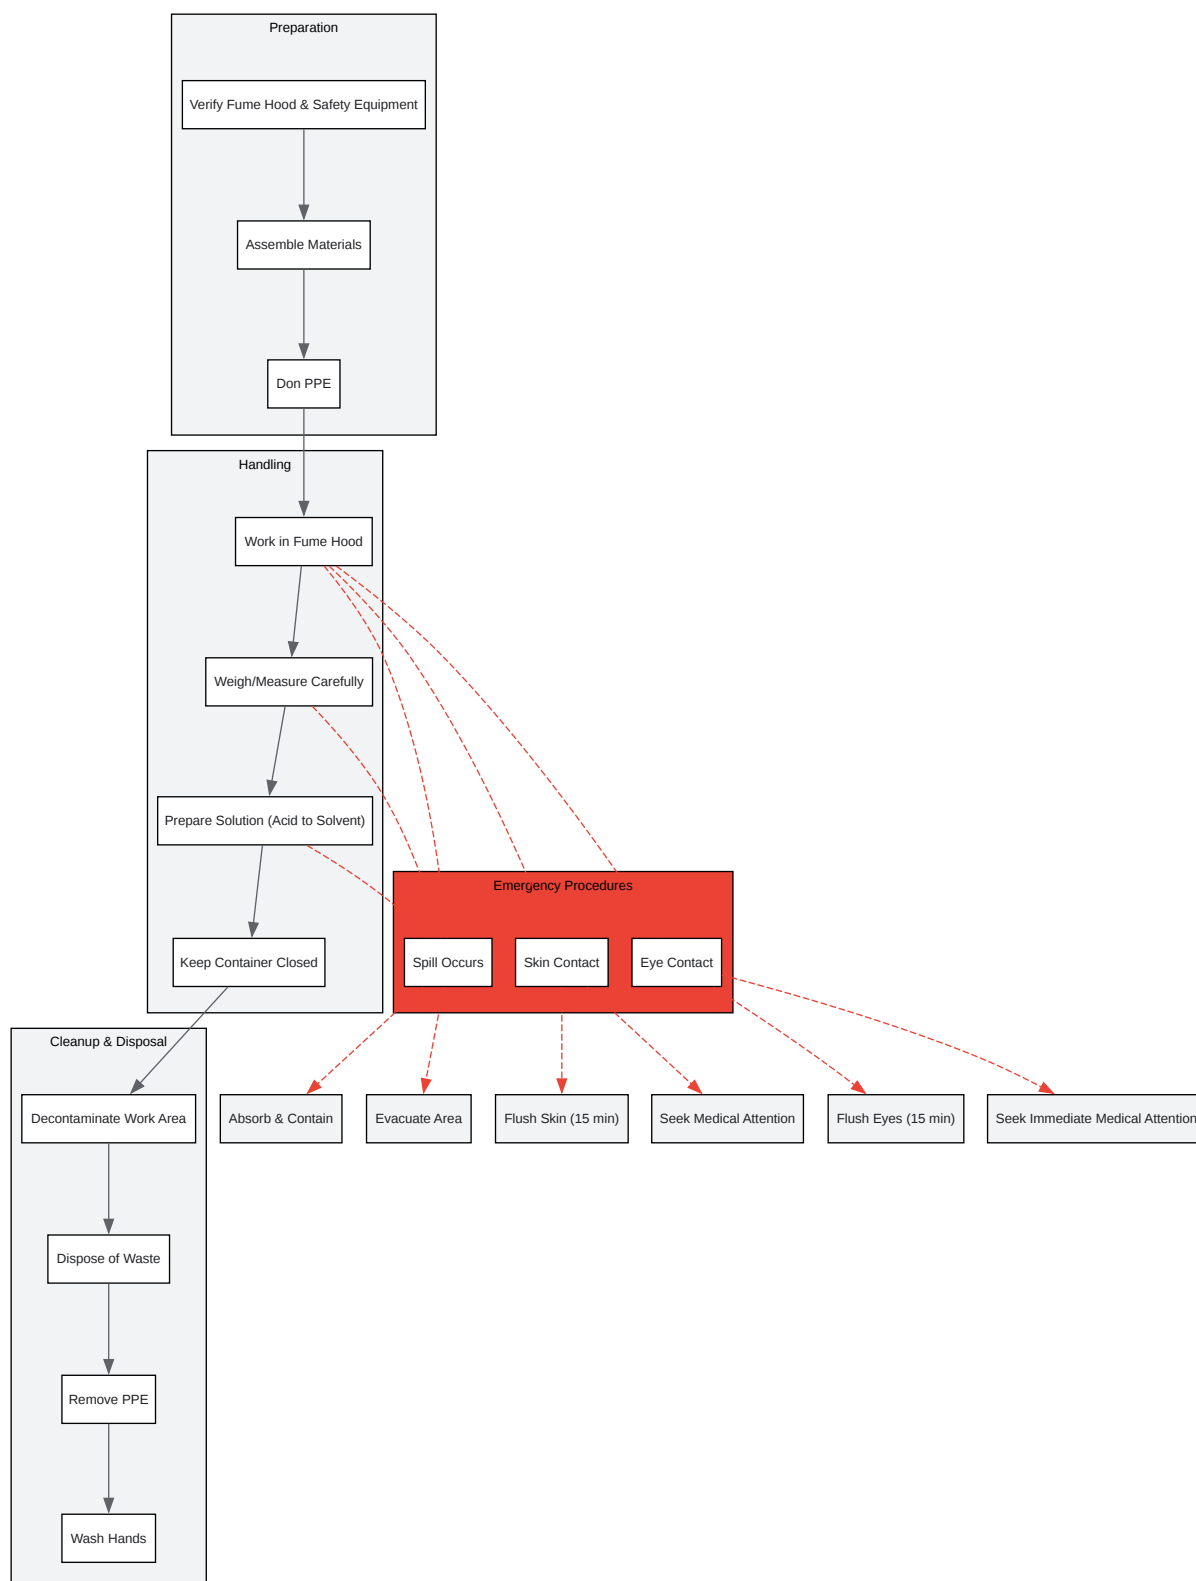 Preparation
Verify Fume Hood & Safety Equipment
Assemble Materials
Don PPE
Handling
Work in Fume Hood
Weigh/Measure Carefully
Prepare Solution (Acid to Solvent)
Keep Container Closed
Emergency Procedures
Spill Occurs
Skin Contact
Eye Contact
Cleanup & Disposal
Decontaminate Work Area
Absorb & Contain
Evacuate Area
Flush Skin (15 min)
Seek Medical Attention
Flush Eyes (15 min)
Seek Immediate Medical Attention
Dispose of Waste
Remove PPE
Wash Hands